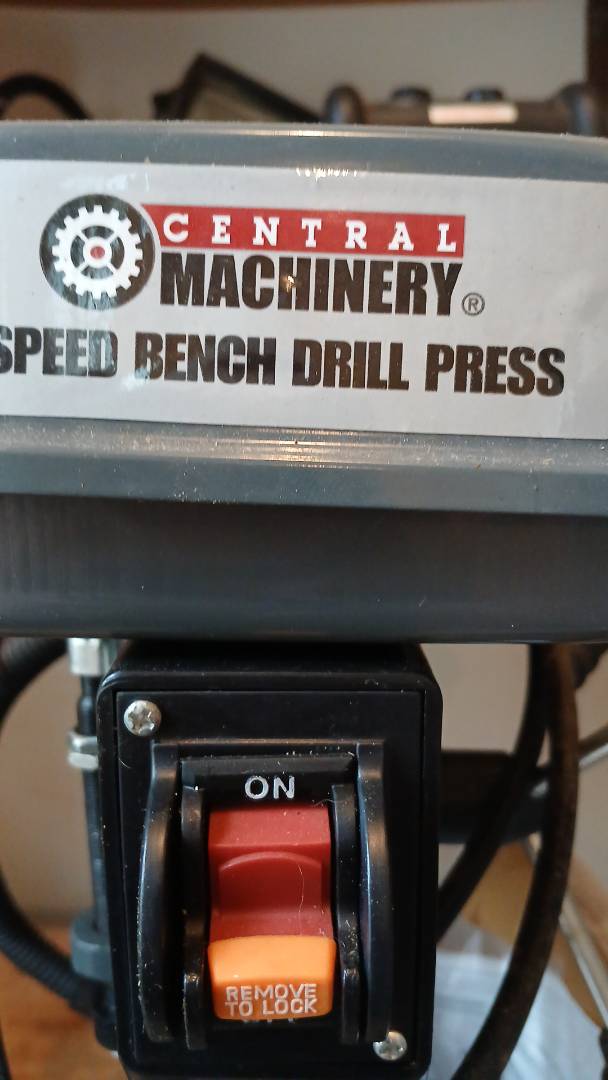 CENTRAL
MACHINERY®
SPEED BENCH DRILL PRESS
ON
REMOVE
TO LOCK